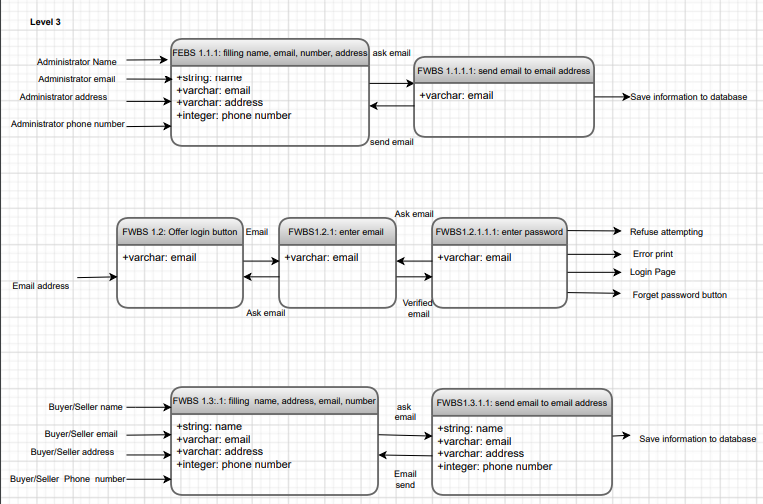 Level 3
FEBS 1.1.1: filling name, email, number, address
ask email
Administrator Name
Administrator email
Administrator address
Administrator phone number
+string: name
+varchar: email
+varchar: address
+integer: phone number
send email
FWBS 1.1.1.1: send email to email address
+varchar: email
Save information to database
FWBS 1.2: Offer login button
+varchar: email
Email address
Email
Ask email
FWBS1.2.1: enter email
+varchar: email
Ask email
Verified
email
FWBS1.2.1.1.1: enter password
+varchar: email
Refuse attempting
Error print
Login Page
Forget password button
FWBS 1.3:.1: filling name, address, email, number
Buyer/Seller name
Buyer/Seller email
Buyer/Seller address
Buyer/Seller Phone number
+string: name
+varchar: email
+varchar: address
+integer: phone number
ask
email
Email
send
FWBS1.3.1.1: send email to email address
+string: name
+varchar: email
+varchar: address
+integer: phone number
Save information to database